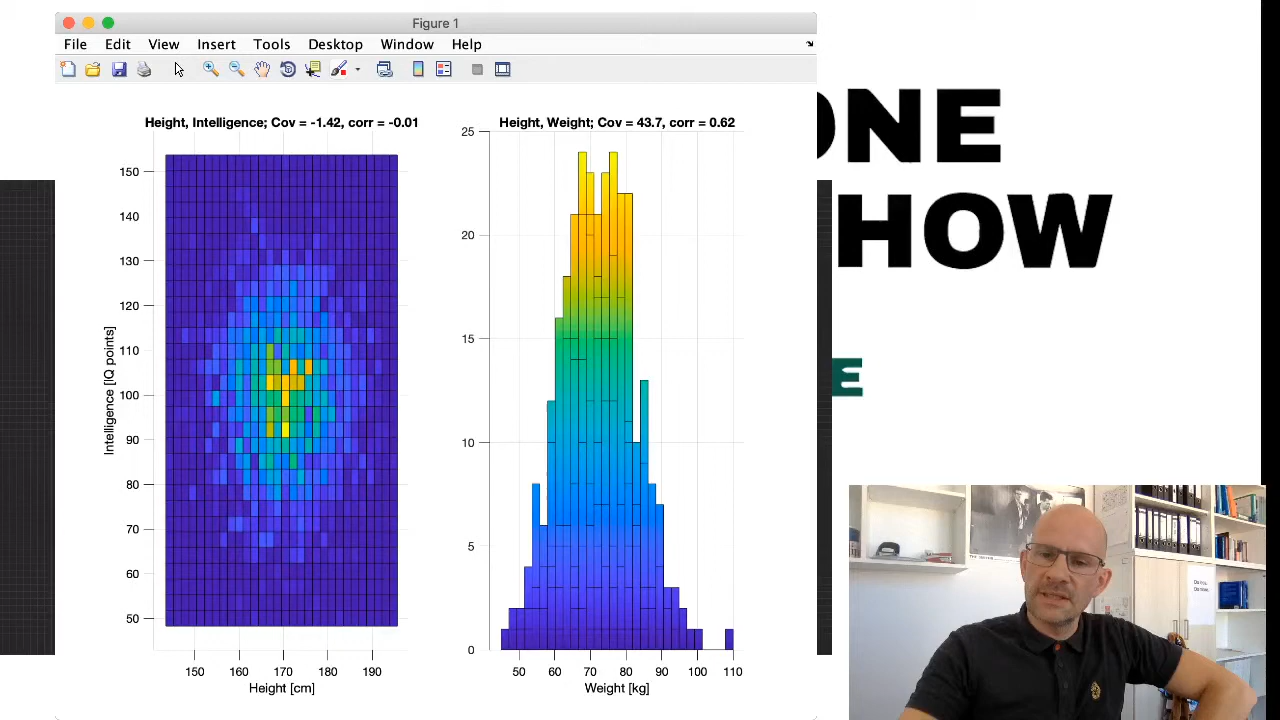 Figure 1
File Edit View Insert Tools Desktop Window Help
Height, Intelligence; Cov = -1.42, corr = -0.01
150
140
130
120
110
100
90
80
70
60
50
Intelligence [IQ points]
150 160 170 180 190
Height [cm]
Height, Weight; Cov = 43.7, corr = 0.62
25
20
15
10
5
0
50 60 70 80 90 100 110
Weight [kg]
ONE
HOW
E